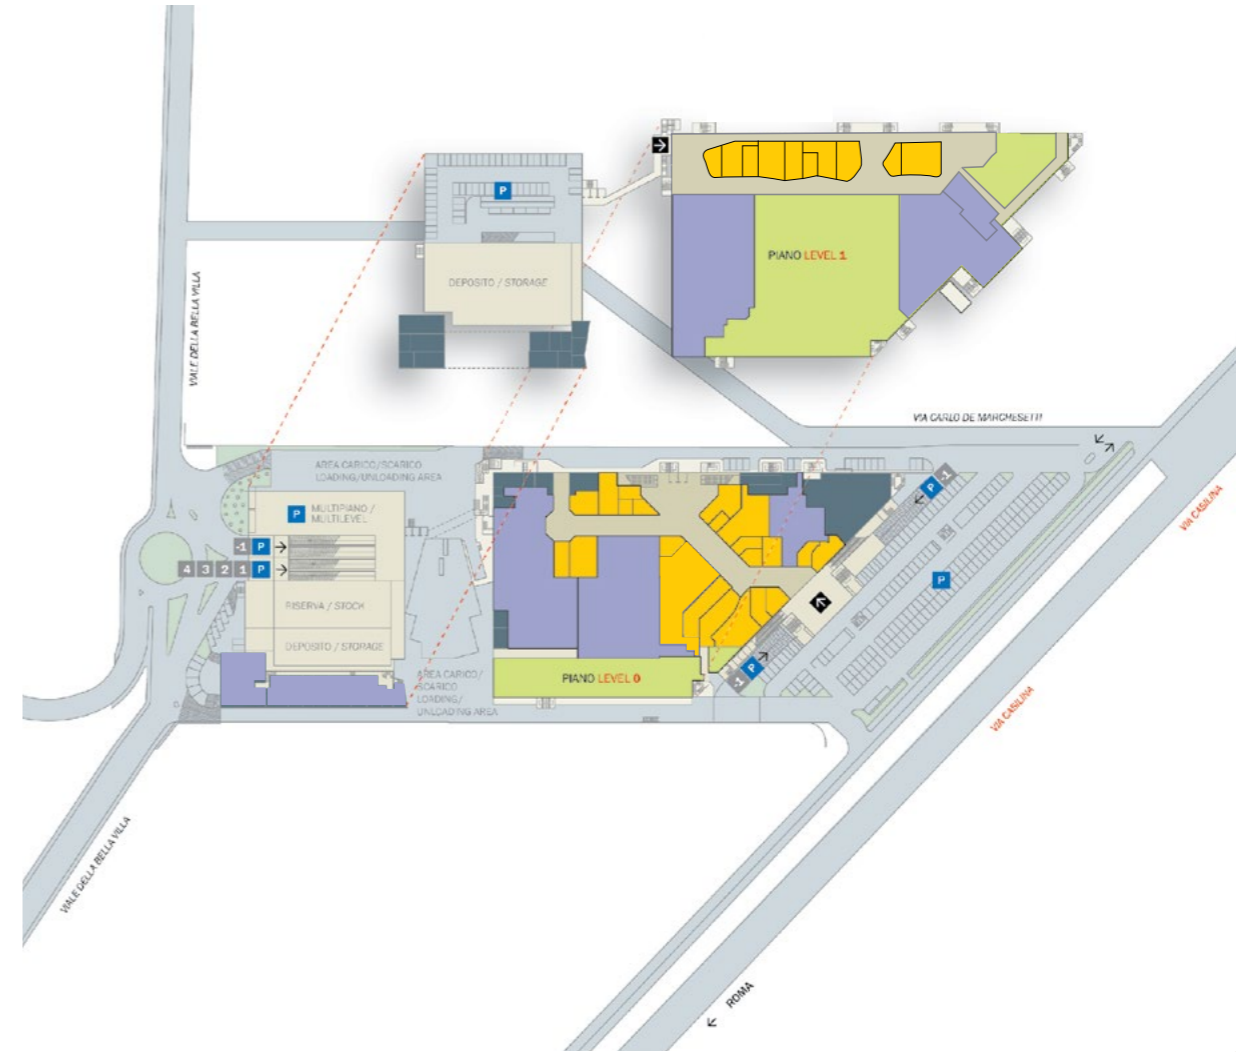 P
DEPOSITO / STORAGE
PIANO LEVEL 1
VIALE DELLA BELLA VILLA
VIA CARLO DE MARCHESETTI
AREA CARICO/SCARICO
LOADING/UNLOADING AREA
P MULTIPIANO /
MULTILEVEL
-1 P
4 3 2 1 P
RISERVA / STOCK
DEPOSITO / STORAGE
AREA CARICO/
SCARICO
LOADING/
UNLOADING AREA
PIANO LEVEL 0
P -1
P
-1 P
VIA CASILINA
VIA CASILINA
VIALE DELLA BELLA VILLA
ROMA